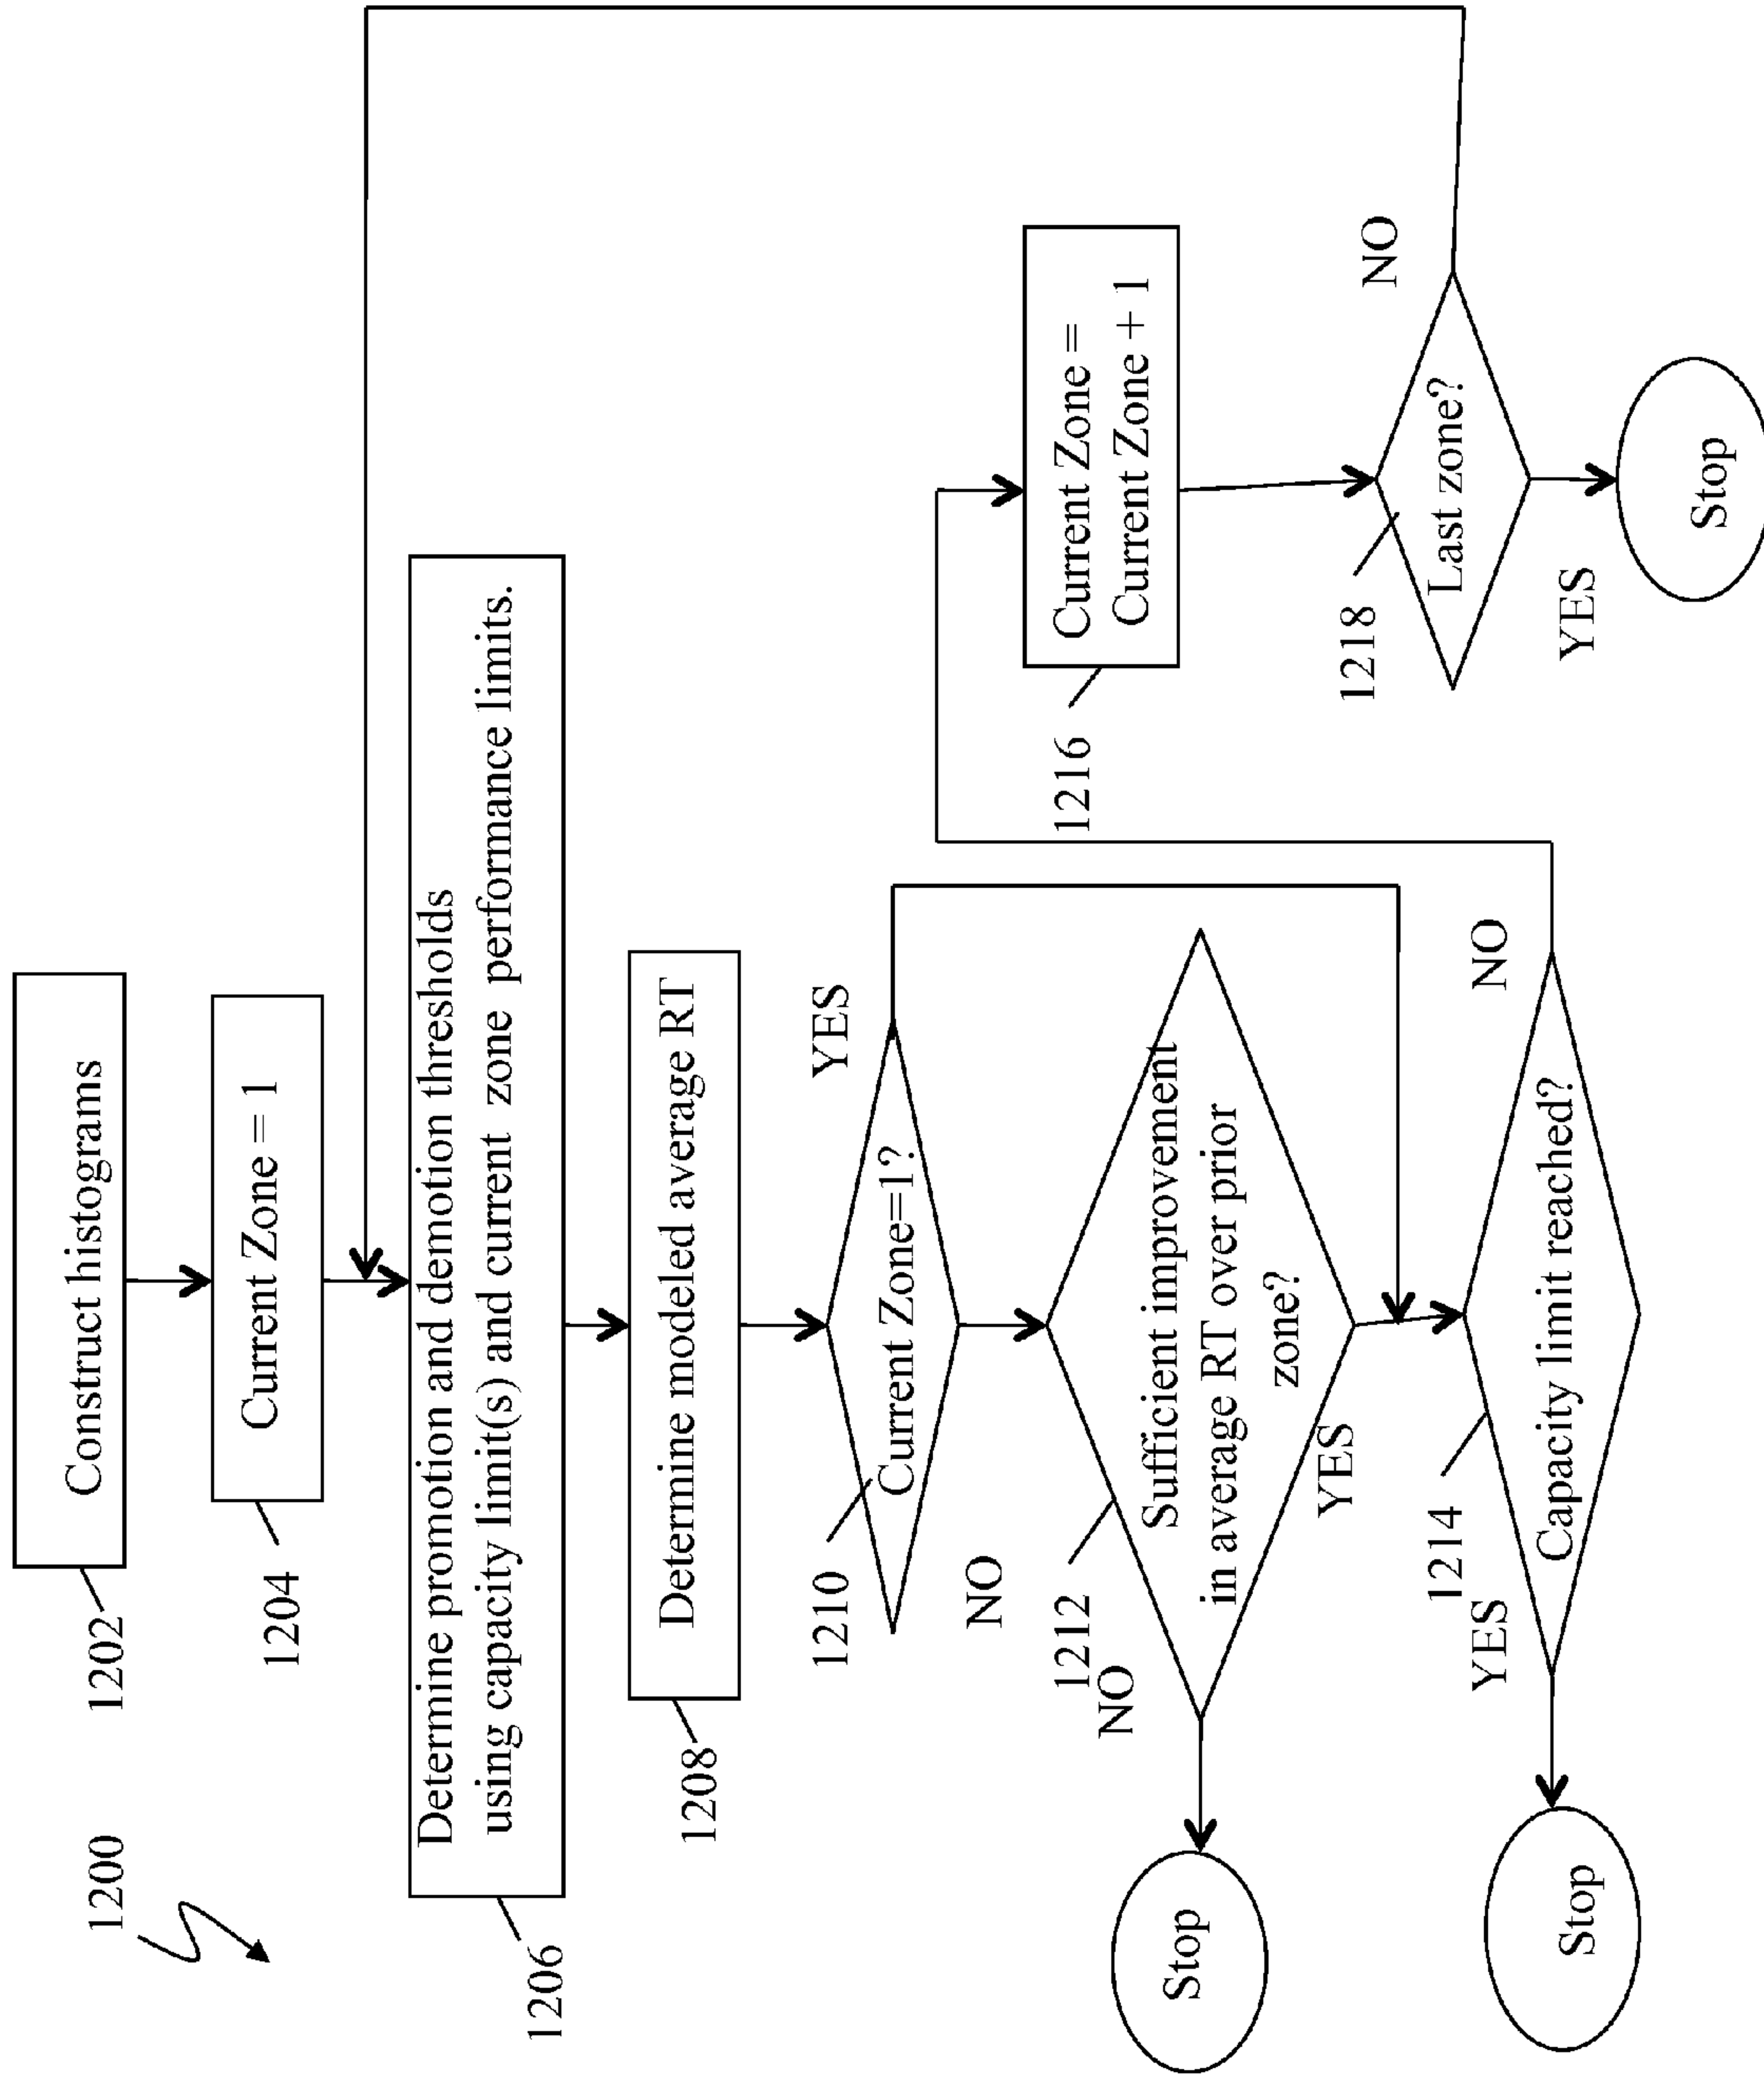 1200
Construct histograms
1202
Current Zone = 1
1204
Determine promotion and demotion thresholds
using capacity limit(s) and current zone performance limits.
1206
Determine modeled average RT
1208
Current Zone=1?
1210
YES
NO
Sufficient improvement
in average RT over prior
zone?
1212
NO
YES
Stop
Capacity limit reached?
1214
YES
NO
Stop
Current Zone =
Current Zone + 1
1216
Last zone?
1218
NO
YES
Stop